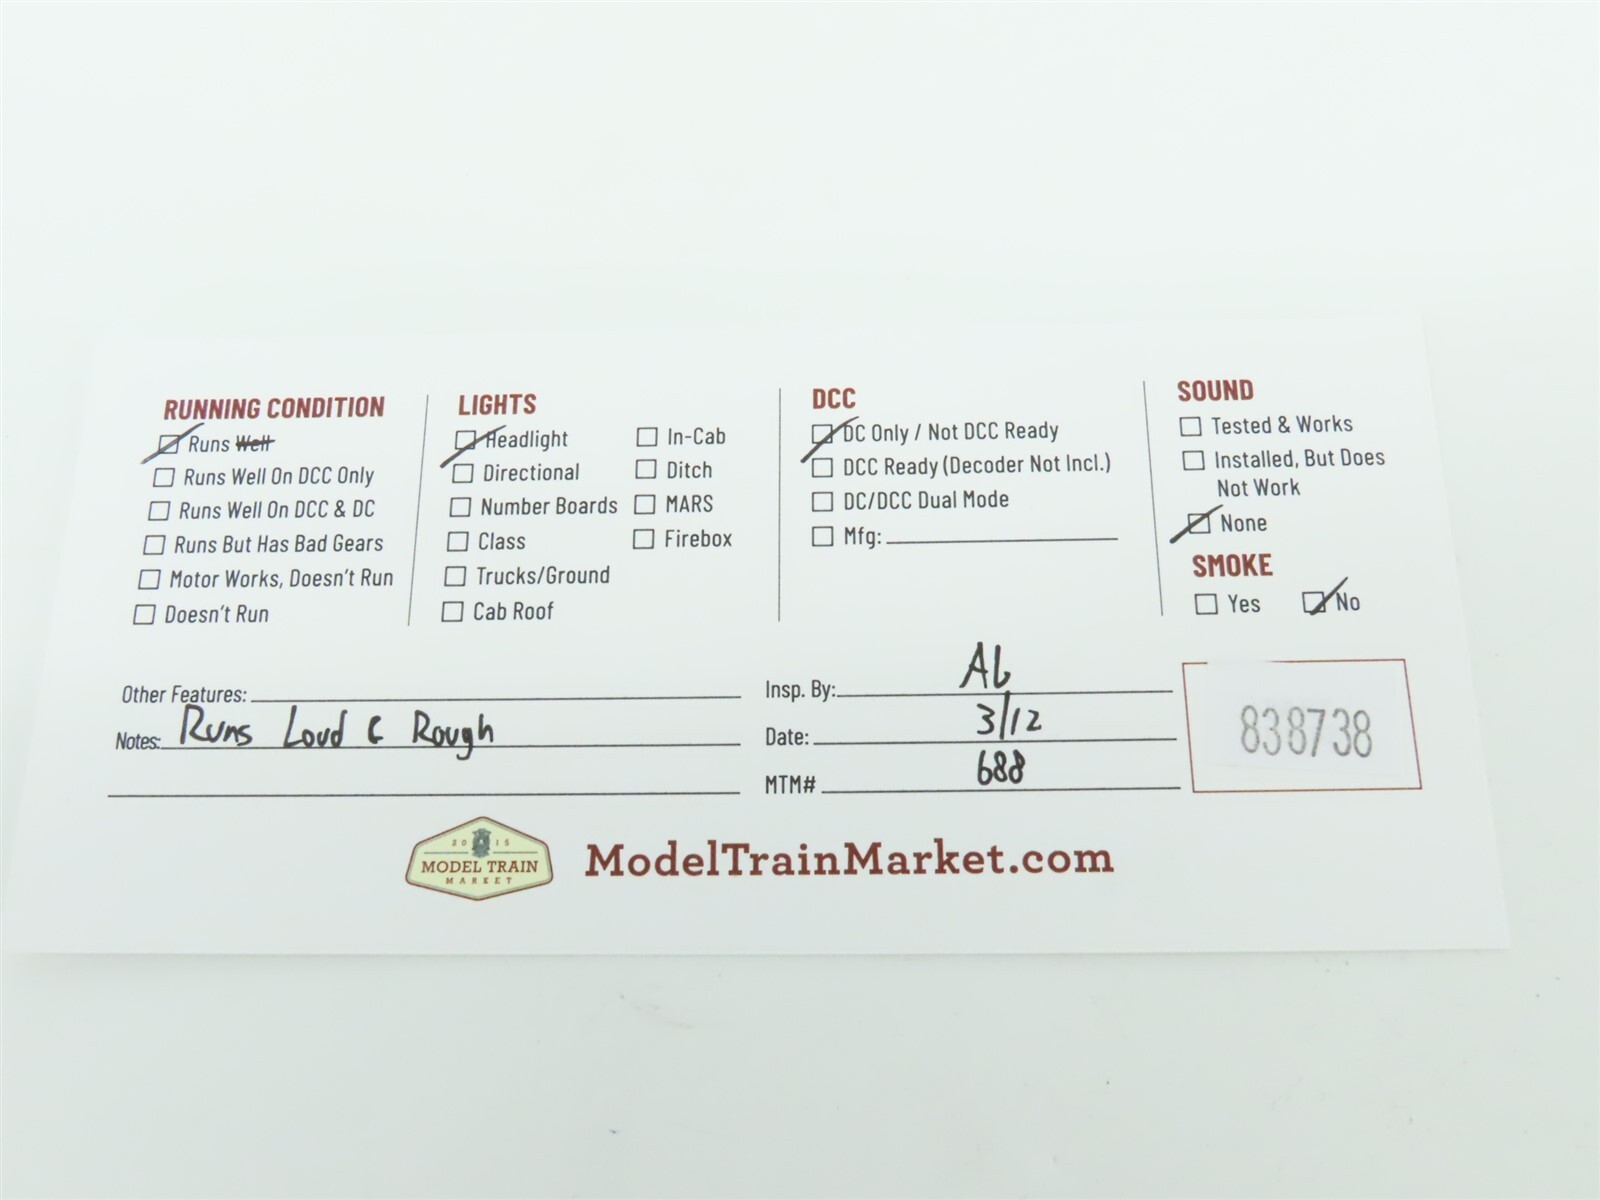 RUNNING CONDITION
Runs Well
Runs Well On DCC Only
Runs Well On DCC & DC
Runs But Has Bad Gears
Motor Works, Doesn't Run
Doesn't Run
LIGHTS
Headlight
Directional
Number Boards
Class
Trucks/Ground
Cab Roof
In-Cab
Ditch
MARS
Firebox
DCC
DC Only / Not DCC Ready
DCC Ready (Decoder Not Incl.)
DC/DCC Dual Mode
Mfg:
SOUND
Tested & Works
Installed, But Does
Not Work
None
SMOKE
Yes No
Other Features:
Notes: Runs Loud & Rough
Insp. By:
Date: 3/12
MTM# 688
838738
2015
MODEL TRAIN
MARKET
ModelTrainMarket.com